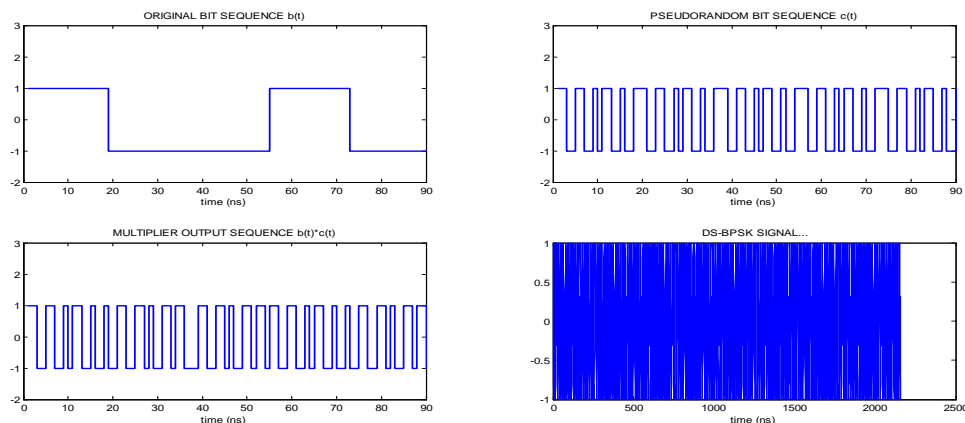 ORIGINAL BIT SEQUENCE b(t)
3
2
1
0
-1
-2
0 10 20 30 40 50 60 70 80 90
time (ns)
PSEUDORANDOM BIT SEQUENCE c(t)
3
2
1
0
-1
-2
0 10 20 30 40 50 60 70 80 90
time (ns)
MULTIPLIER OUTPUT SEQUENCE b(t)*c(t)
3
2
1
0
-1
-2
0 10 20 30 40 50 60 70 80 90
time (ns)
DS-BPSK SIGNAL...
1
0.5
0
-0.5
-1
0 500 1000 1500 2000 2500
time (ns)